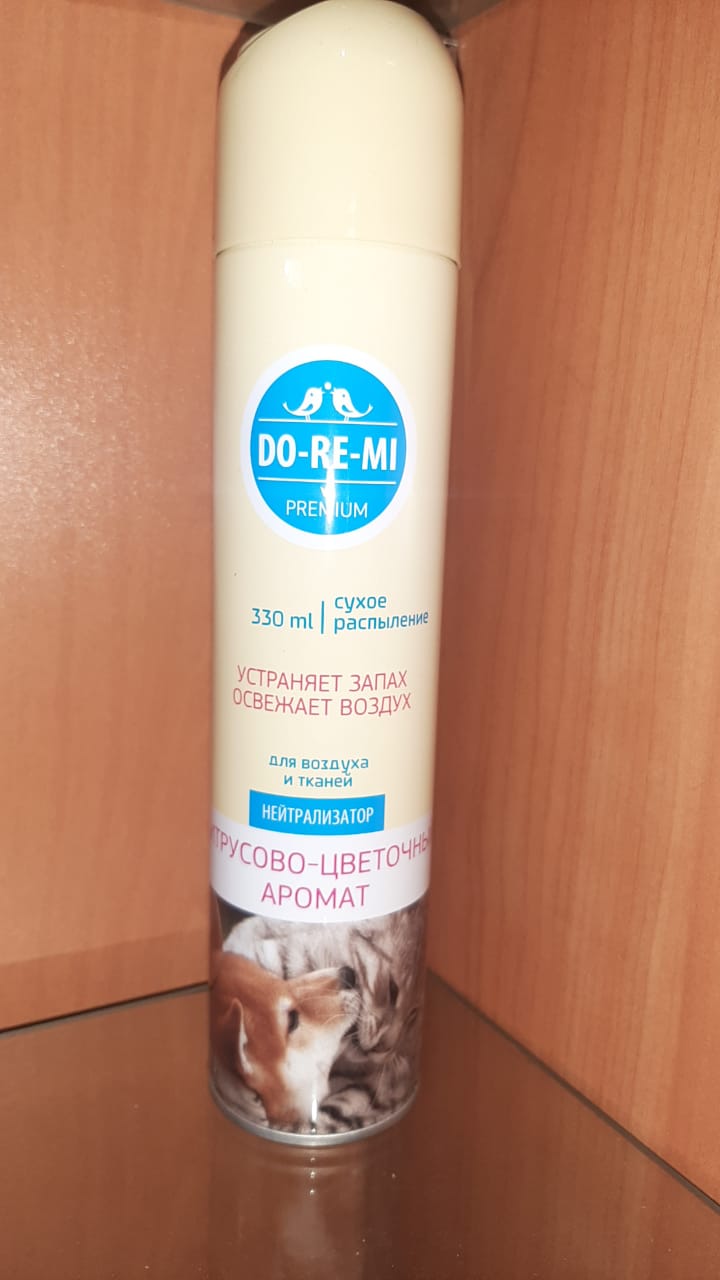 DO-RE-MI
PREMIUM
330 ml
сухое
распыление
УСТРАНЯЕТ ЗАПАХ
ОСВЕЖАЕТ ВОЗДУХ
для воздуха
и тканей
НЕЙТРАЛИЗАТОР
ИТРУСОВО-ЦВЕТОЧНЫ
АРОМАТ